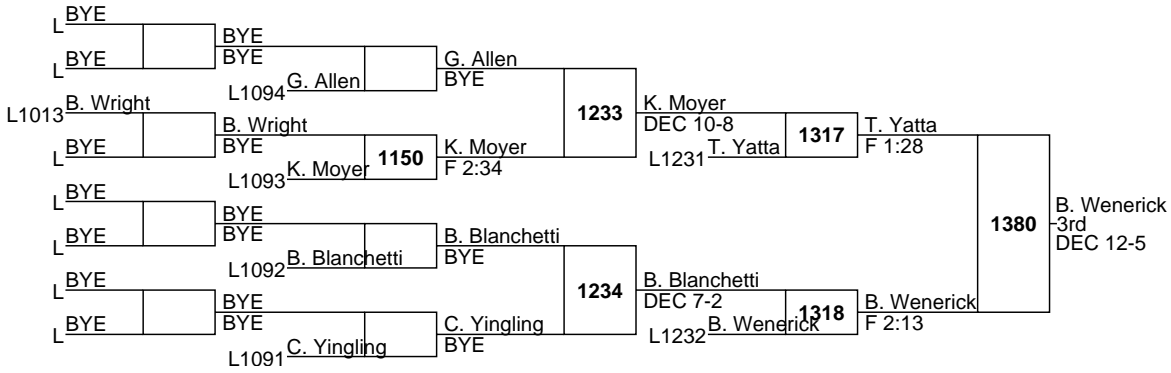 L BYE
BYE
BYE
L BYE
G. Allen
BYE
L1094 G. Allen
L1013 B. Wright
1233
K. Moyer
DEC 10-8
B. Wright
BYE
1317
T. Yatta
F 1:28
L BYE
1150
K. Moyer
F 2:34
L1231 T. Yatta
L1093 K. Moyer
L BYE
BYE
BYE
B. Wenerick
3rd
DEC 12-5
1380
L BYE
B. Blanchetti
BYE
L1092 B. Blanchetti
L BYE
1234
B. Blanchetti
DEC 7-2
BYE
BYE
1318
B. Wenerick
F 2:13
L BYE
C. Yingling
BYE
L1232 B. Wenerick
L1091 C. Yingling